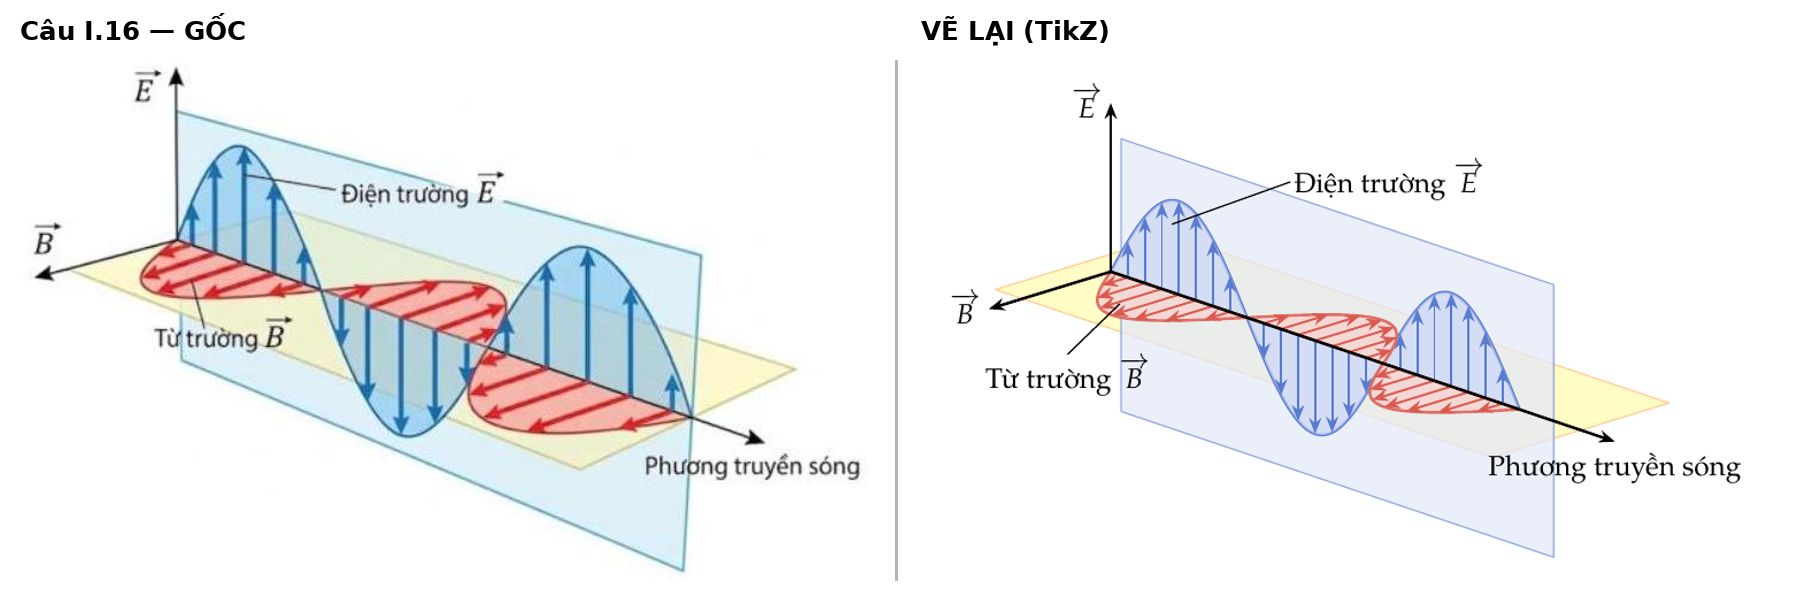 Câu I.16 — GỐC
E
Điện trường E
B
Từ trường B
Phương truyền sóng
VẼ LẠI (TikZ)
E
Điện trường E
B
Từ trường B
Phương truyền sóng